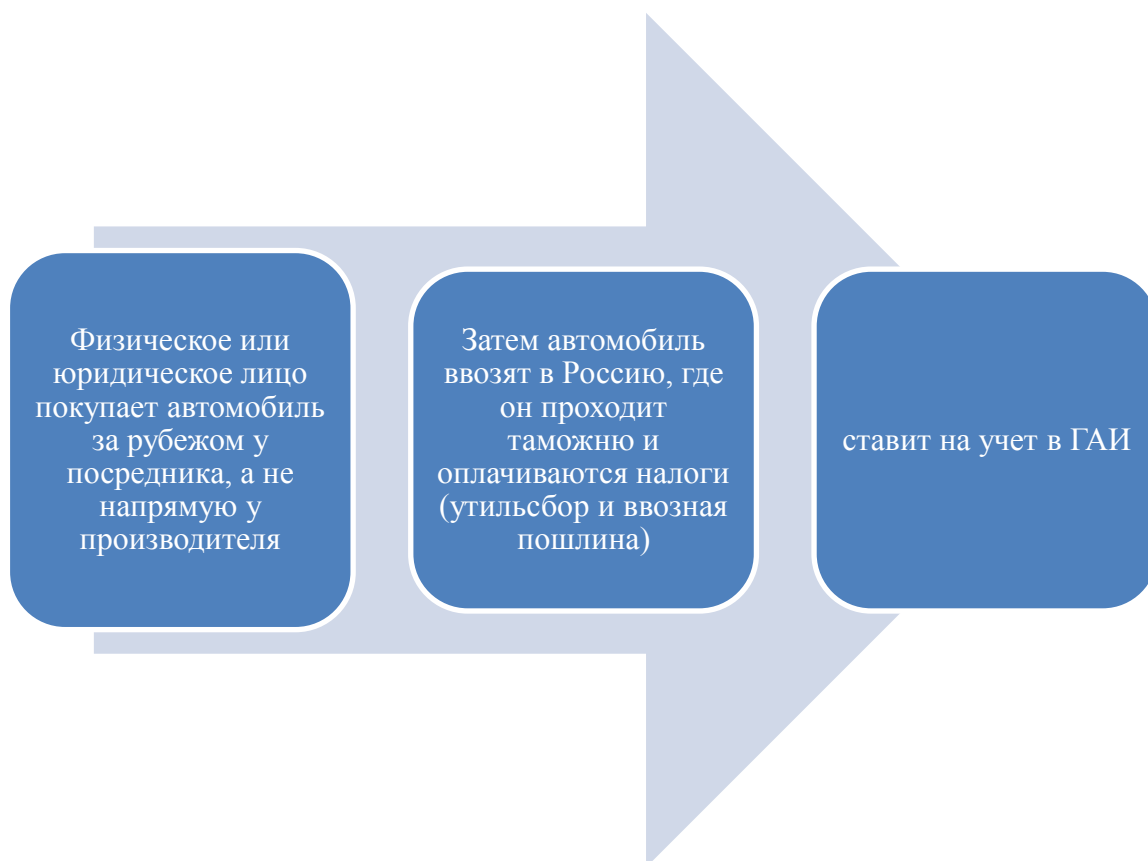 Физическое или
юридическое лицо
покупает автомобиль
за рубежом у
посредника, а не
напрямую у
производителя
Затем автомобиль
ввозят в Россию, где
он проходит
таможню и
оплачиваются налоги
(утильсбор и ввозная
пошлина)
ставит на учет в ГАИ